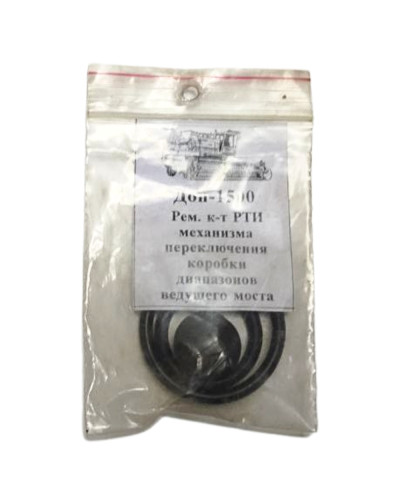 Дон-1500
Рем. к-т РТИ
механизма
переключения
коробки
диапазонов
ведущего моста